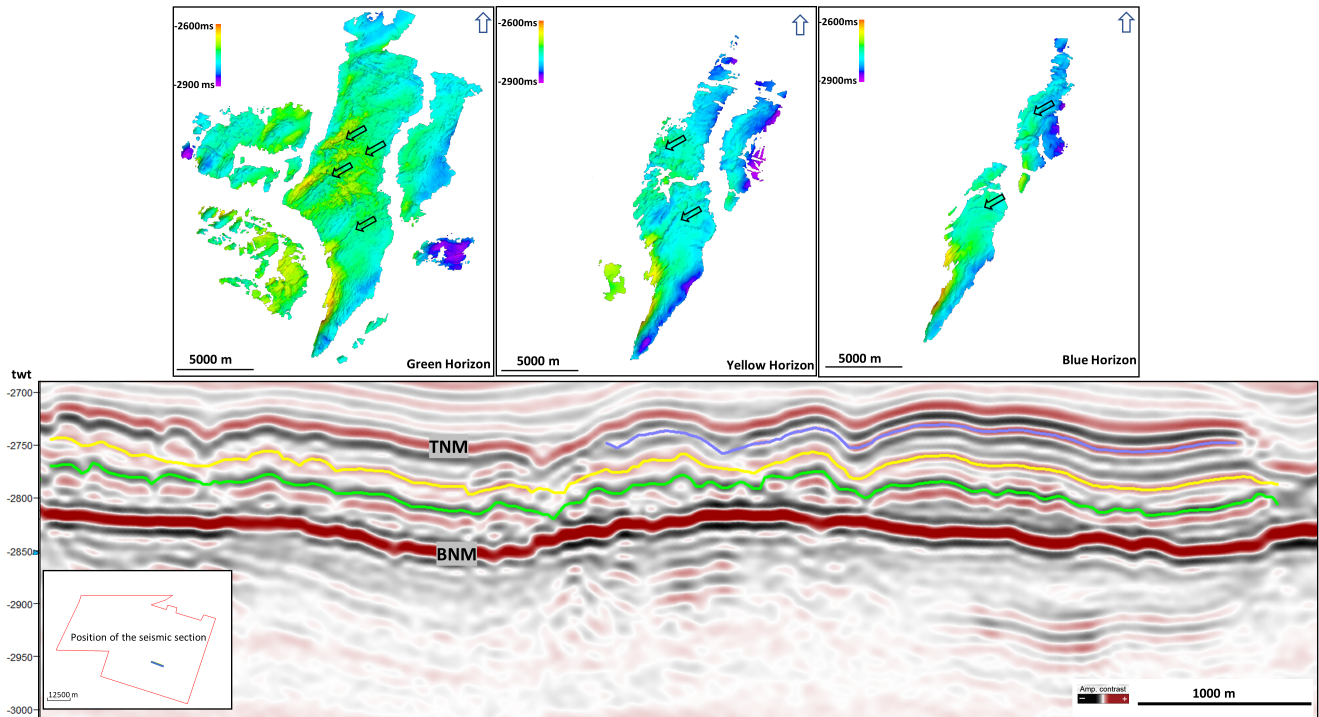 -2600ms
-2900 ms
5000 m
Green Horizon
-2600ms
-2900ms
5000 m
Yellow Horizon
-2600ms
-2900ms
5000 m
Blue Horizon
twt
-2700
-2750
-2800
-2850
-2900
-2950
-3000
TNM
BNM
Position of the seismic section
12500 m
Amp. contrast
− +
1000 m